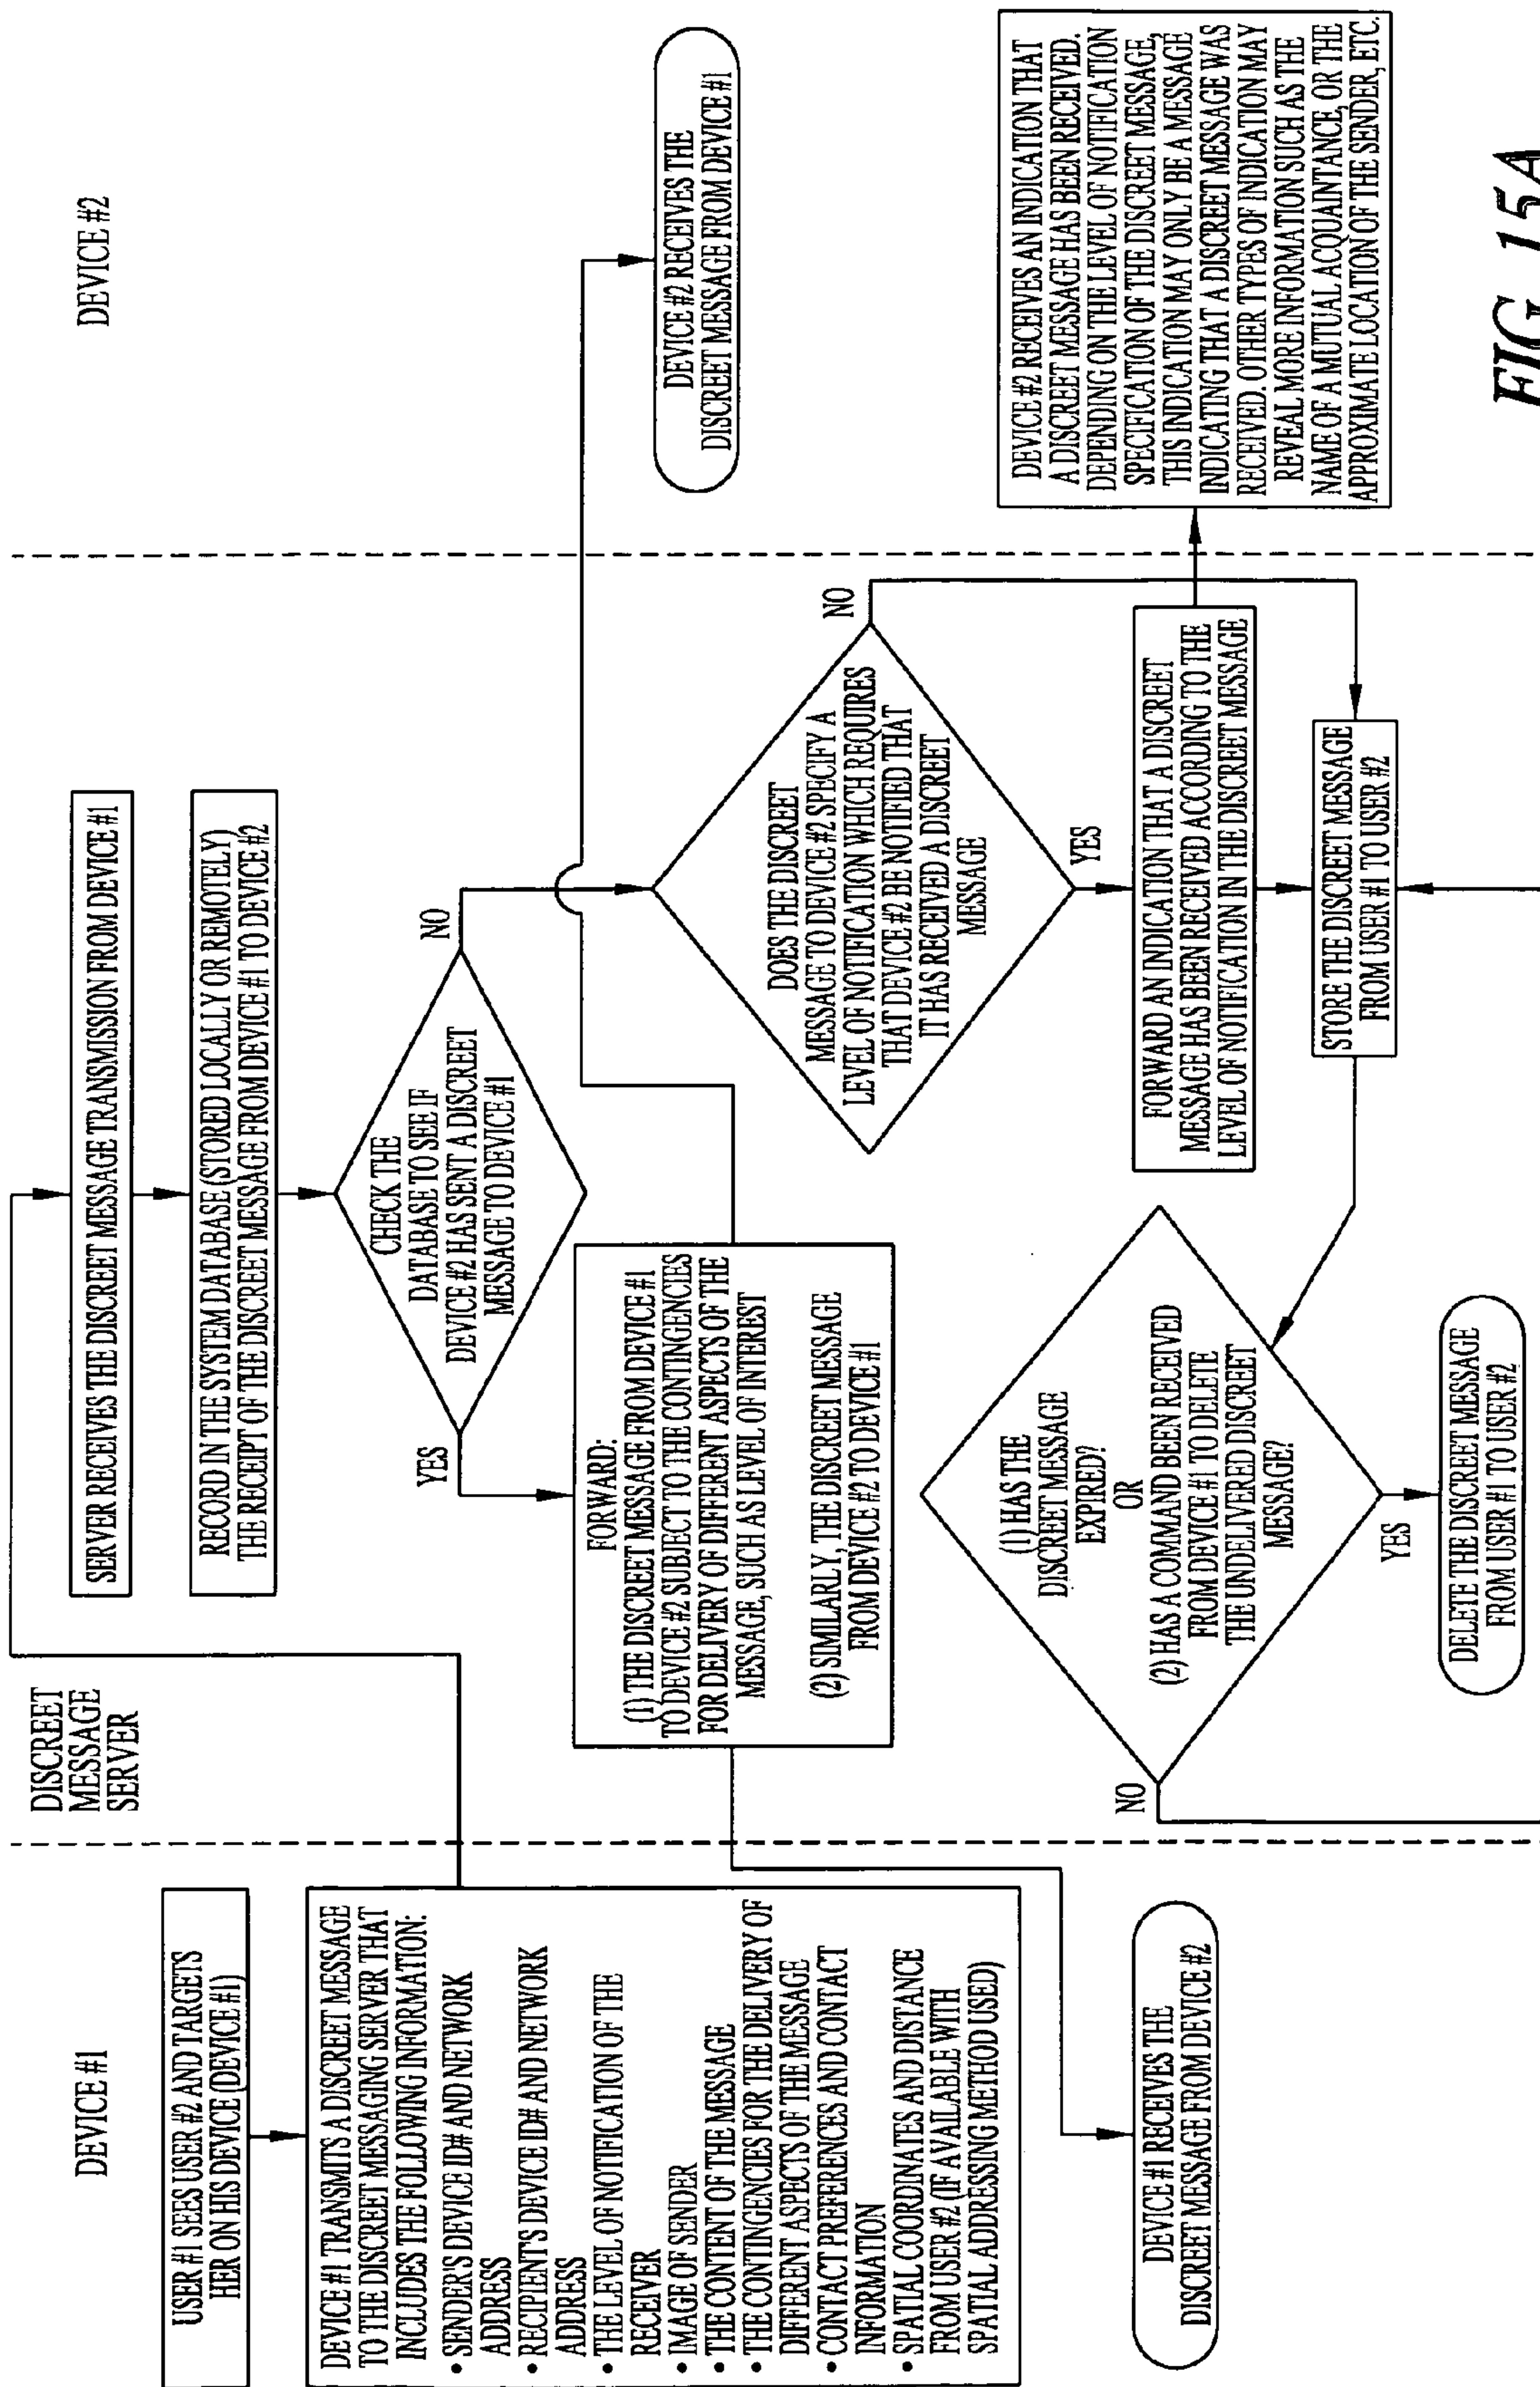 DEVICE #1
USER #1 SEES USER #2 AND TARGETS
HER ON HIS DEVICE (DEVICE #1)
DEVICE #1 TRANSMITS A DISCREET MESSAGE
TO THE DISCREET MESSAGING SERVER THAT
INCLUDES THE FOLLOWING INFORMATION:
• SENDER'S DEVICE ID# AND NETWORK
ADDRESS
• RECIPIENT'S DEVICE ID# AND NETWORK
ADDRESS
• THE LEVEL OF NOTIFICATION OF THE
RECEIVER
• IMAGE OF SENDER
• THE CONTENT OF THE MESSAGE
• THE CONTINGENCIES FOR THE DELIVERY OF
DIFFERENT ASPECTS OF THE MESSAGE
• CONTACT PREFERENCES AND CONTACT
INFORMATION
• SPATIAL COORDINATES AND DISTANCE
FROM USER #2 (IF AVAILABLE WITH
SPATIAL ADDRESSING METHOD USED)
DEVICE #1 RECEIVES THE
DISCREET MESSAGE FROM DEVICE #2
DISCREET
MESSAGE
SERVER
SERVER RECEIVES THE DISCREET MESSAGE TRANSMISSION FROM DEVICE #1
RECORD IN THE SYSTEM DATABASE (STORED LOCALLY OR REMOTELY)
THE RECEIPT OF THE DISCREET MESSAGE FROM DEVICE #1 TO DEVICE #2
CHECK THE
DATABASE TO SEE IF
DEVICE #2 HAS SENT A DISCREET
MESSAGE TO DEVICE #1
YES
NO
FORWARD:
(1) THE DISCREET MESSAGE FROM DEVICE #1
TO DEVICE #2 SUBJECT TO THE CONTINGENCIES
FOR DELIVERY OF DIFFERENT ASPECTS OF THE
MESSAGE, SUCH AS LEVEL OF INTEREST
(2) SIMILARLY, THE DISCREET MESSAGE
FROM DEVICE #2 TO DEVICE #1
DOES THE DISCREET
MESSAGE TO DEVICE #2 SPECIFY A
LEVEL OF NOTIFICATION WHICH REQUIRES
THAT DEVICE #2 BE NOTIFIED THAT
IT HAS RECEIVED A DISCREET
MESSAGE
NO
YES
FORWARD AN INDICATION THAT A DISCREET
MESSAGE HAS BEEN RECEIVED ACCORDING TO THE
LEVEL OF NOTIFICATION IN THE DISCREET MESSAGE
STORE THE DISCREET MESSAGE
FROM USER #1 TO USER #2
(1) HAS THE
DISCREET MESSAGE
EXPIRED?
OR
(2) HAS A COMMAND BEEN RECEIVED
FROM DEVICE #1 TO DELETE
THE UNDELIVERED DISCREET
MESSAGE?
NO
YES
DELETE THE DISCREET MESSAGE
FROM USER #1 TO USER #2
DEVICE #2
DEVICE #2 RECEIVES THE
DISCREET MESSAGE FROM DEVICE #1
DEVICE #2 RECEIVES AN INDICATION THAT
A DISCREET MESSAGE HAS BEEN RECEIVED.
DEPENDING ON THE LEVEL OF NOTIFICATION
SPECIFICATION OF THE DISCREET MESSAGE,
THIS INDICATION MAY ONLY BE A MESSAGE
INDICATING THAT A DISCREET MESSAGE WAS
RECEIVED. OTHER TYPES OF INDICATION MAY
REVEAL MORE INFORMATION SUCH AS THE
NAME OF A MUTUAL ACQUAINTANCE, OR THE
APPROXIMATE LOCATION OF THE SENDER, ETC.
FIG. 15A